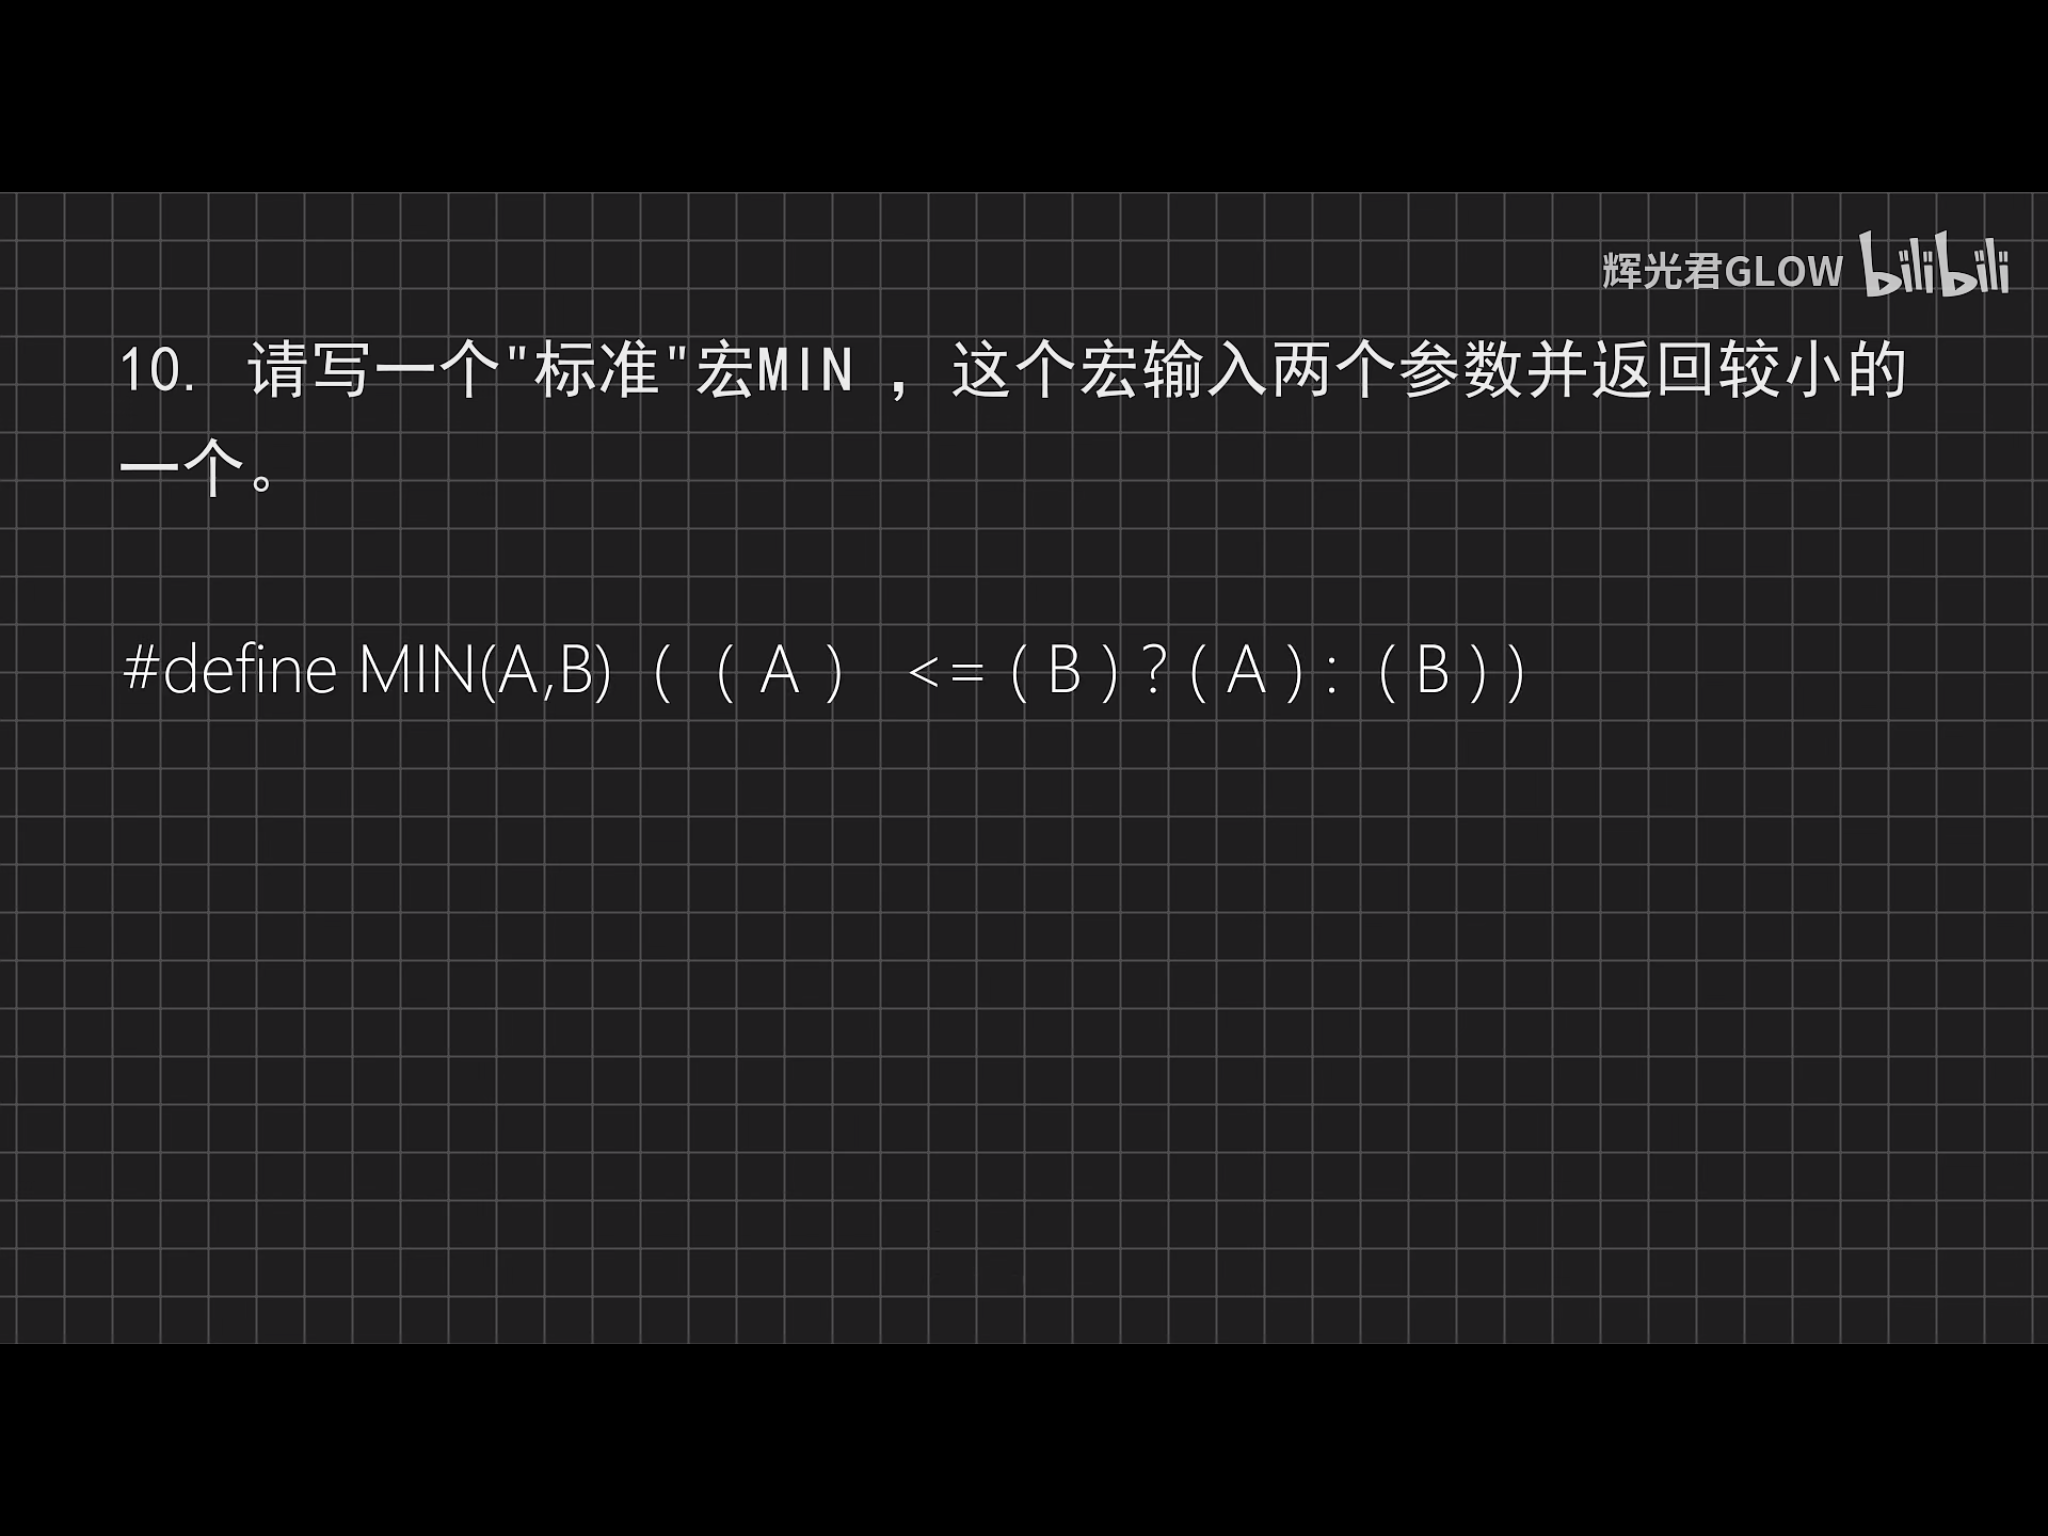 辉光君GLOW bilibili
10. 请写一个"标准"宏MIN ，这个宏输入两个参数并返回较小的
一个。
#define MIN(A,B) ( ( A ) <= ( B ) ? ( A ) : ( B ) )